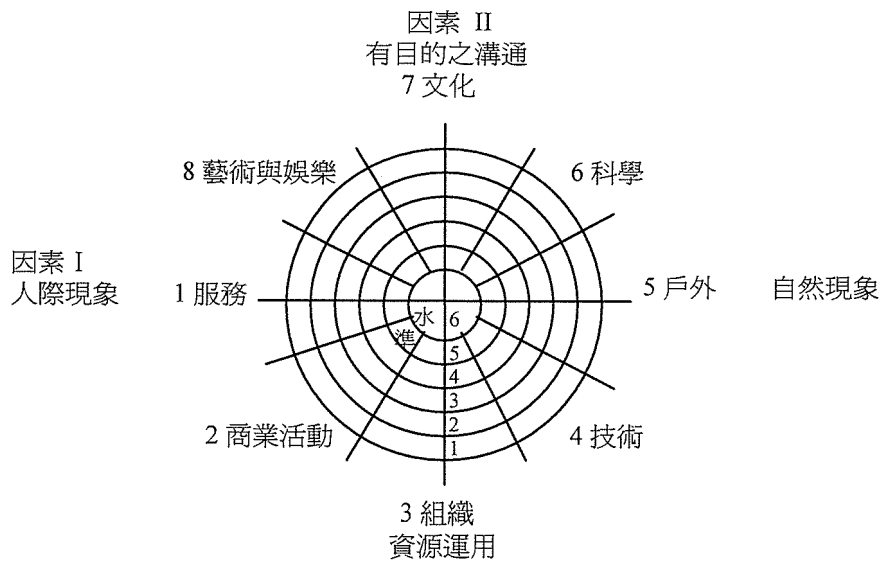 因素 II
有目的之溝通
7 文化
8 藝術與娛樂
6 科學
因素 I
人際現象
1 服務
5 戶外
自然現象
水
準
6
5
4
3
2
1
2 商業活動
4 技術
3 組織
資源運用